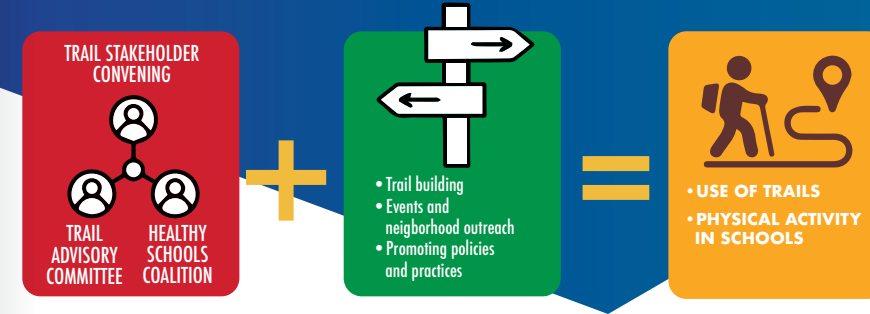 TRAIL STAKEHOLDER
CONVENING
TRAIL
ADVISORY
COMMITTEE
HEALTHY
SCHOOLS
COALITION
+
• Trail building
• Events and
neigborhood outreach
• Promoting policies
and practices
=
• USE OF TRAILS
• PHYSICAL ACTIVITY
IN SCHOOLS